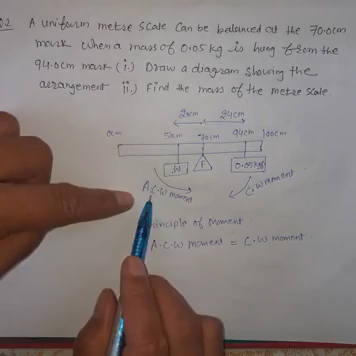 Q.2 A uniform metre scale can be balanced at the 70.0cm
mark when a mass of 0.05 kg is hung from the
94.0cm mark (i.) Draw a diagram showing the
arrangement ii.) Find the mass of the metre scale.
20cm 24cm
0cm 50cm 70cm 94cm 100cm
W F 0.05kg
A.C.W moment C.W moment
Principle of moment
A.C.W moment = C.W moment